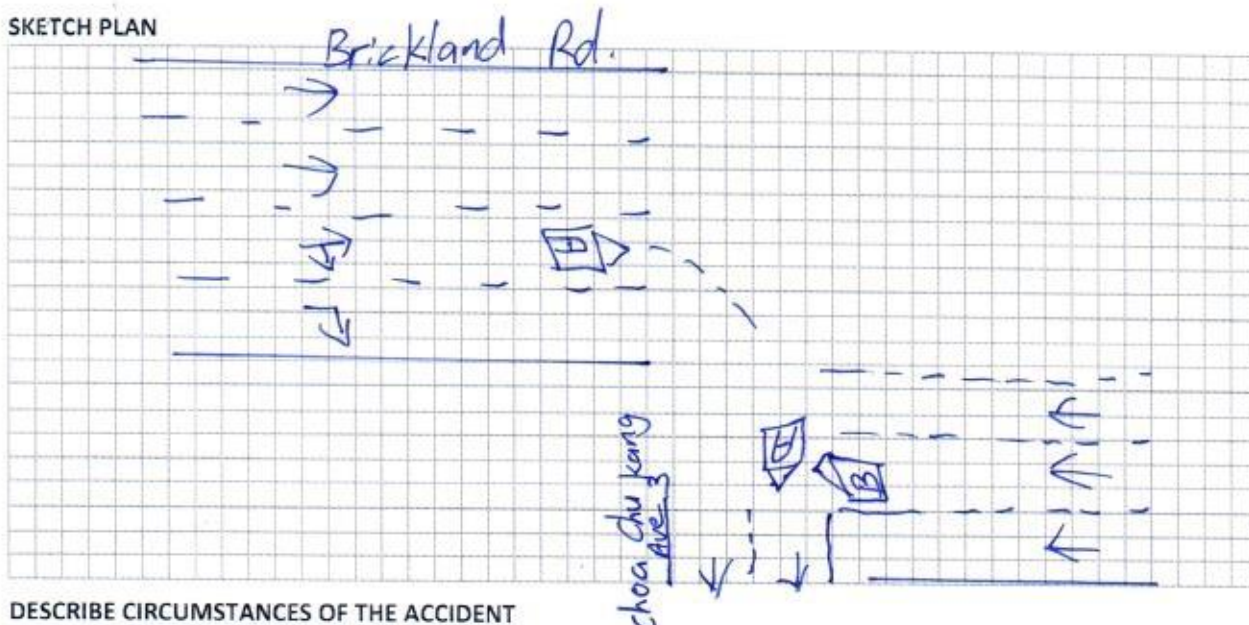 SKETCH PLAN
Brickland Rd.
A
A
B
Choa Chu Kang
Ave 3
DESCRIBE CIRCUMSTANCES OF THE ACCIDENT